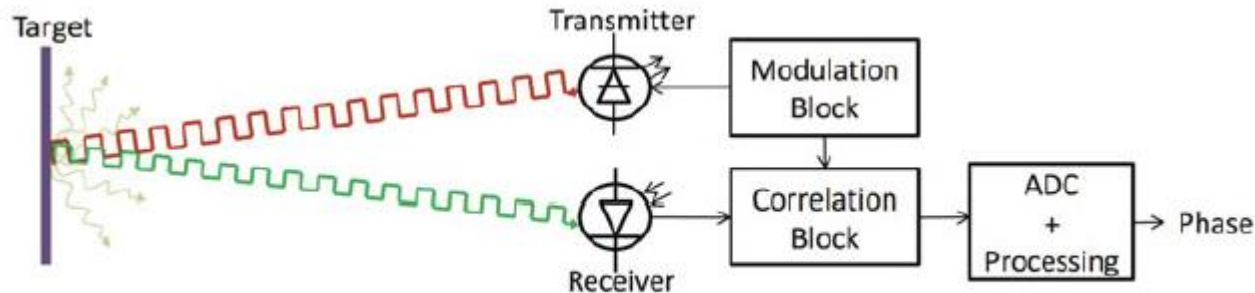 Target
Transmitter
Modulation
Block
Correlation
Block
ADC
+
Processing
Phase
Receiver